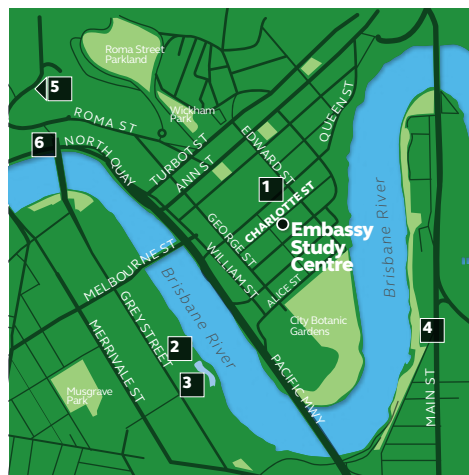 Roma Street
Parkland
5
ROMA ST
Wickham
Park
QUEEN ST
6
NORTH QUAY
TURBOT ST
ANN ST
EDWARD ST
1
CHARLOTTE ST
Embassy
Study
Centre
GEORGE ST
WILLIAM ST
ALICE ST
MELBOURNE ST
Brisbane River
Brisbane River
City Botanic
Gardens
GREY STREET
MERRIVALE ST
2
3
4
Musgrave
Park
PACIFIC MWY
MAIN ST